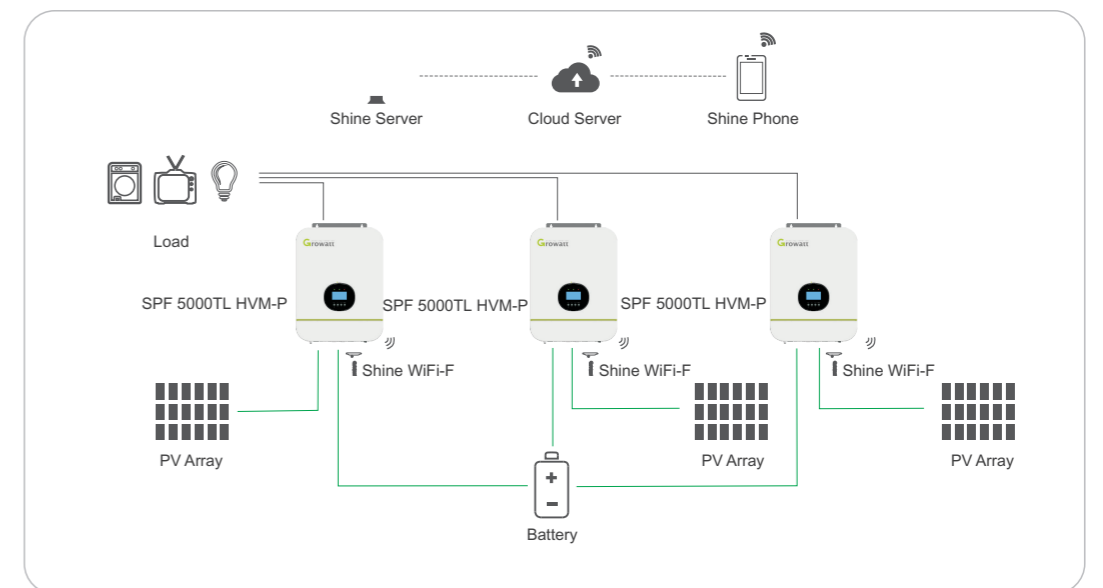 Shine Server
Cloud Server
Shine Phone
Load
Growatt
Growatt
Growatt
SPF 5000TL HVM-P
SPF 5000TL HVM-P
SPF 5000TL HVM-P
Shine WiFi-F
Shine WiFi-F
Shine WiFi-F
PV Array
PV Array
PV Array
Battery